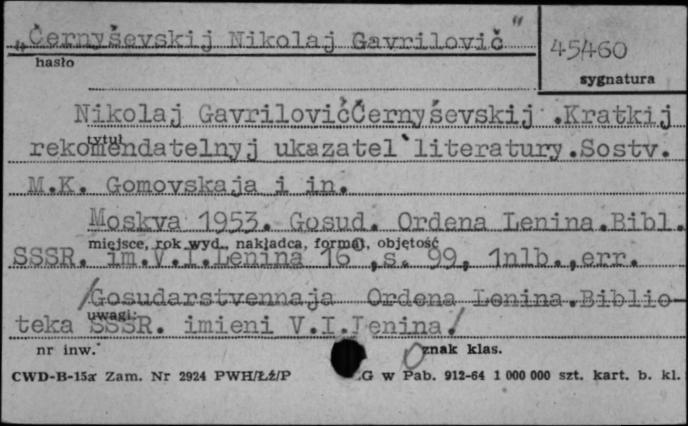 „Černyševskij Nikolaj Gavrilovič"
45460
hasło
sygnatura
Nikolaj GavrilovičČernyševskij .Kratkij
tytuł
rekomendatelnyj ukazatel'literatury.Sostv.
M.K. Gomovskaja i in.
Moskva 1953. Gosud. Ordena Lenina.Bibl.
miejsce, rok wyd., nakładca, format, objętość
SSSR. im.V.I.Lenina 16°,s. 99, 1nlb.,err.
/Gosudarstvennaja Ordena Lenina.Biblio-
uwagi:
teka SSSR. imieni V.I.Lenina/
nr inw.
znak klas.
CWD-B-15a Zam. Nr 2924 PWH/Łź/P
G w Pab. 912-64 1 000 000 szt. kart. b. kl.